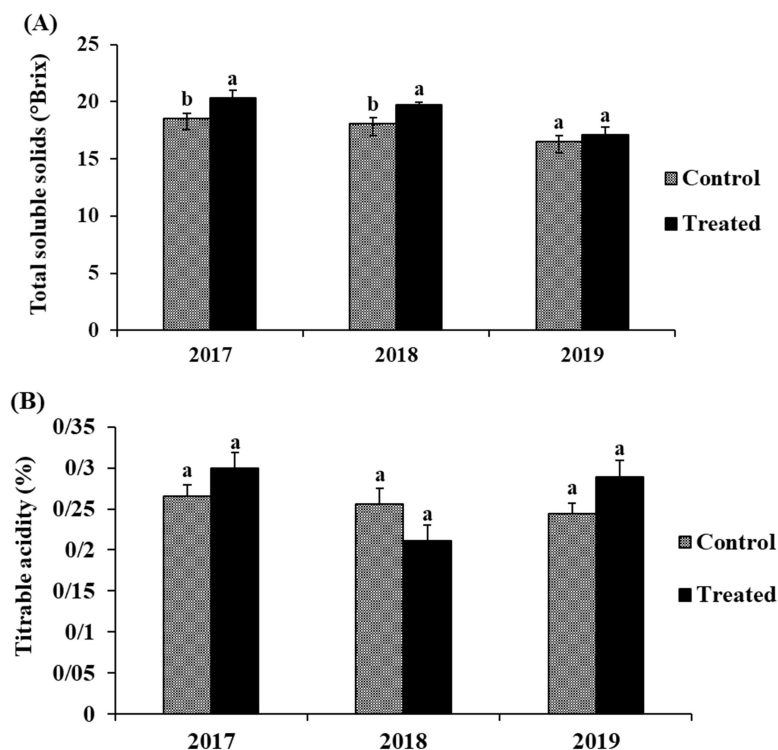 (A)
Total soluble solids (°Brix)
25
20
15
10
5
0
b a b a a a
2017 2018 2019
Control
Treated
(B)
Titrable acidity (%)
0/35
0/3
0/25
0/2
0/15
0/1
0/05
0
a a a a a a
2017 2018 2019
Control
Treated